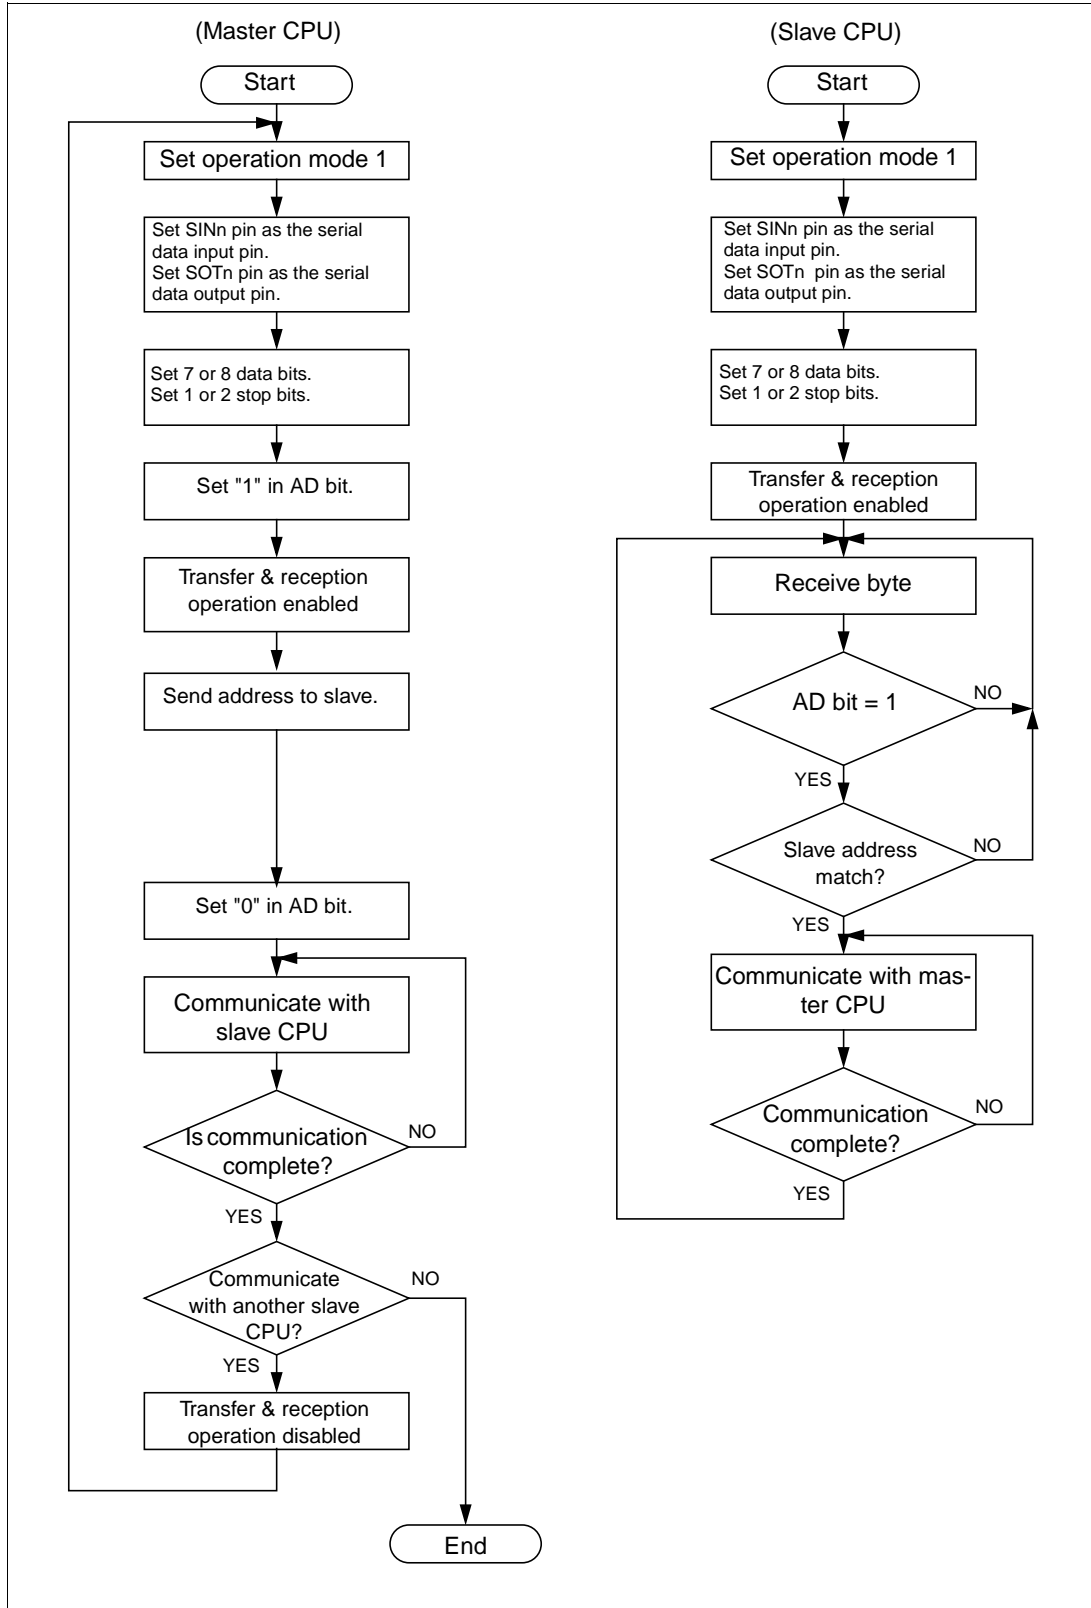 (Master CPU)
Start
Set operation mode 1
Set SINn pin as the serial
data input pin.
Set SOTn pin as the serial
data output pin.
Set 7 or 8 data bits.
Set 1 or 2 stop bits.
Set "1" in AD bit.
Transfer & reception
operation enabled
Send address to slave.
Set "0" in AD bit.
Communicate with
slave CPU
Is communication
complete?
NO
YES
Communicate
with another slave
CPU?
NO
YES
Transfer & reception
operation disabled
End
(Slave CPU)
Start
Set operation mode 1
Set SINn pin as the serial
data input pin.
Set SOTn pin as the serial
data output pin.
Set 7 or 8 data bits.
Set 1 or 2 stop bits.
Transfer & reception
operation enabled
Receive byte
AD bit = 1
NO
YES
Slave address
match?
NO
YES
Communicate with mas-
ter CPU
Communication
complete?
NO
YES